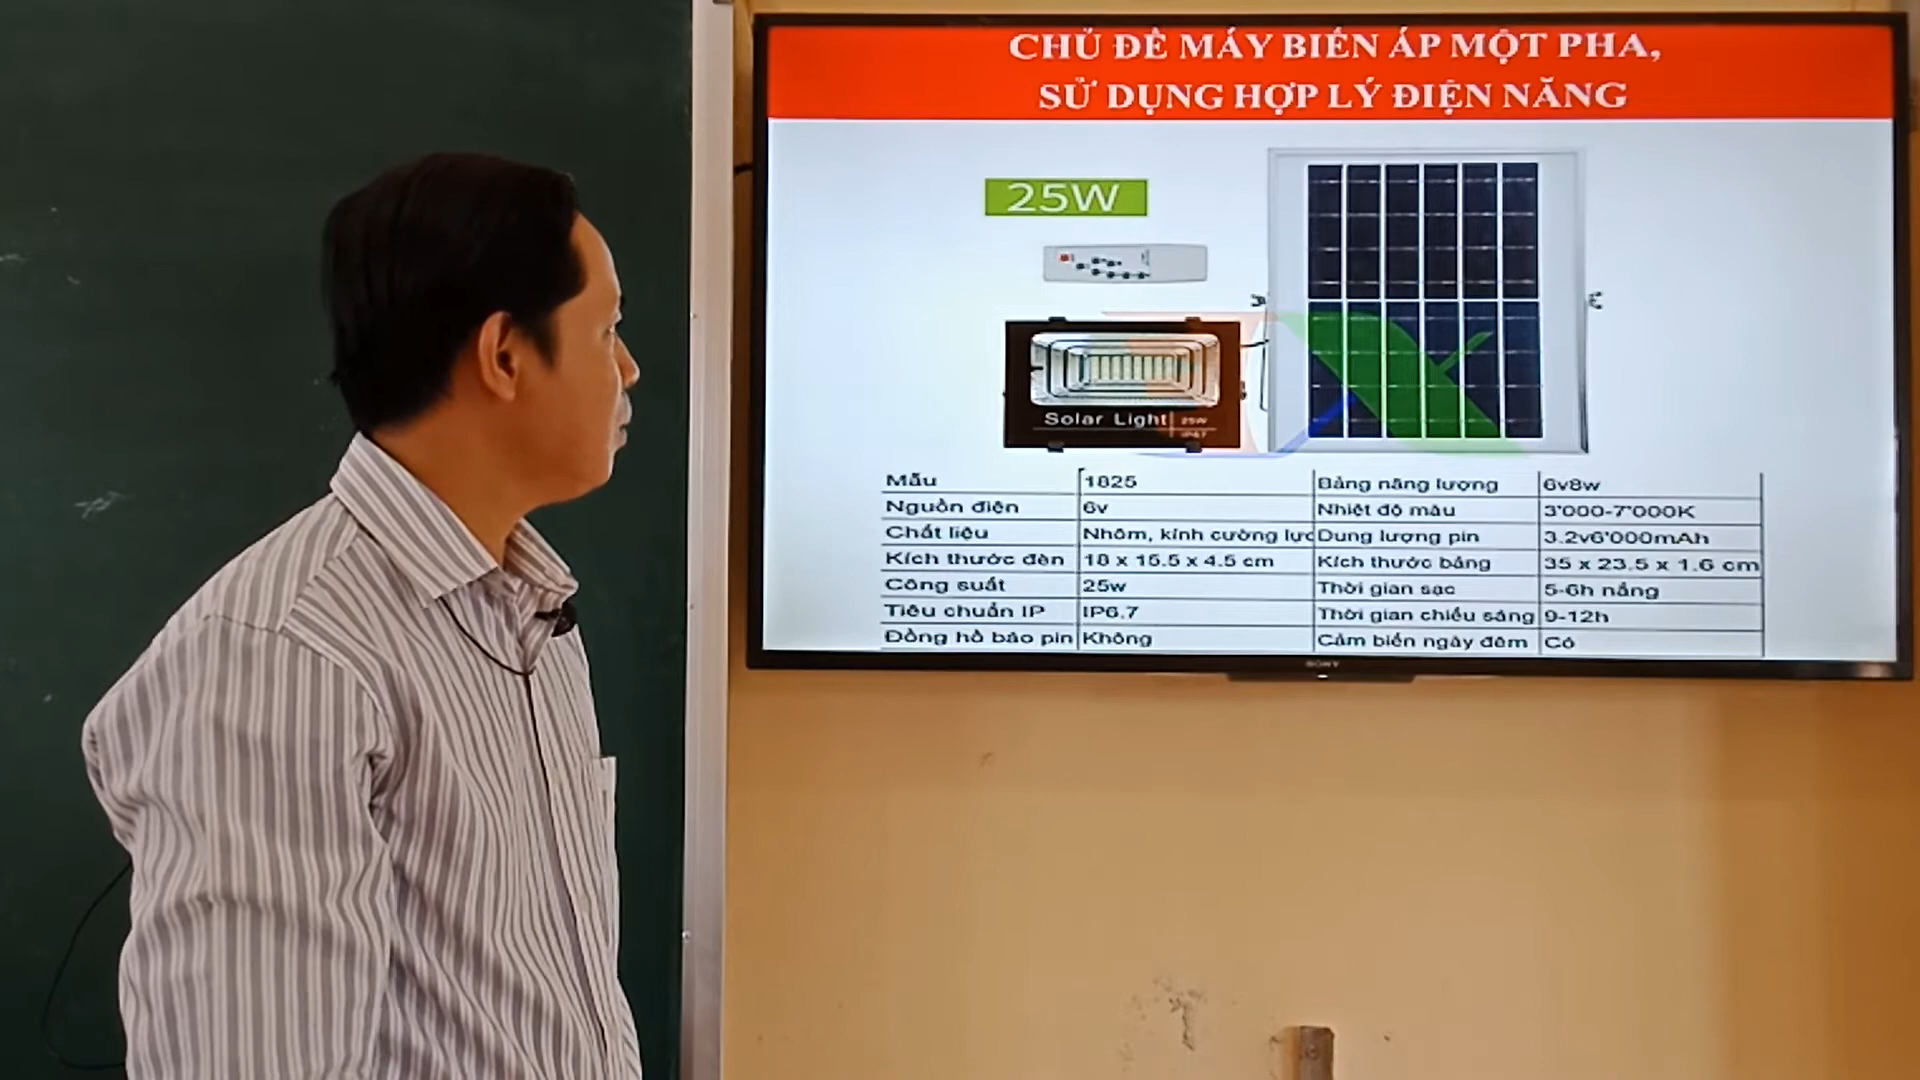 CHỦ ĐỀ MÁY BIẾN ÁP MỘT PHA,
SỬ DỤNG HỢP LÝ ĐIỆN NĂNG
25W
Solar Light 25W
IP67
Mẫu 1825 Bảng năng lượng 6v8w
Nguồn điện 6v Nhiệt độ màu 3'000-7'000K
Chất liệu Nhôm, kính cường lực Dung lượng pin 3.2v6'000mAh
Kích thước đèn 18 x 15.5 x 4.5 cm Kích thước bảng 35 x 23.5 x 1.6 cm
Công suất 25w Thời gian sạc 5-6h nắng
Tiêu chuẩn IP IP6.7 Thời gian chiếu sáng 9-12h
Đồng hồ báo pin Không Cảm biến ngày đêm Có
SONY